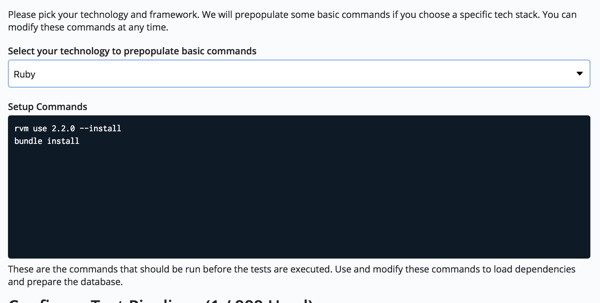 Please pick your technology and framework. We will prepopulate some basic commands if you choose a specific tech stack. You can
modify these commands at any time.
Select your technology to prepopulate basic commands
Ruby
Setup Commands
rvm use 2.2.0 --install
bundle install
These are the commands that should be run before the tests are executed. Use and modify these commands to load dependencies
and prepare the database.